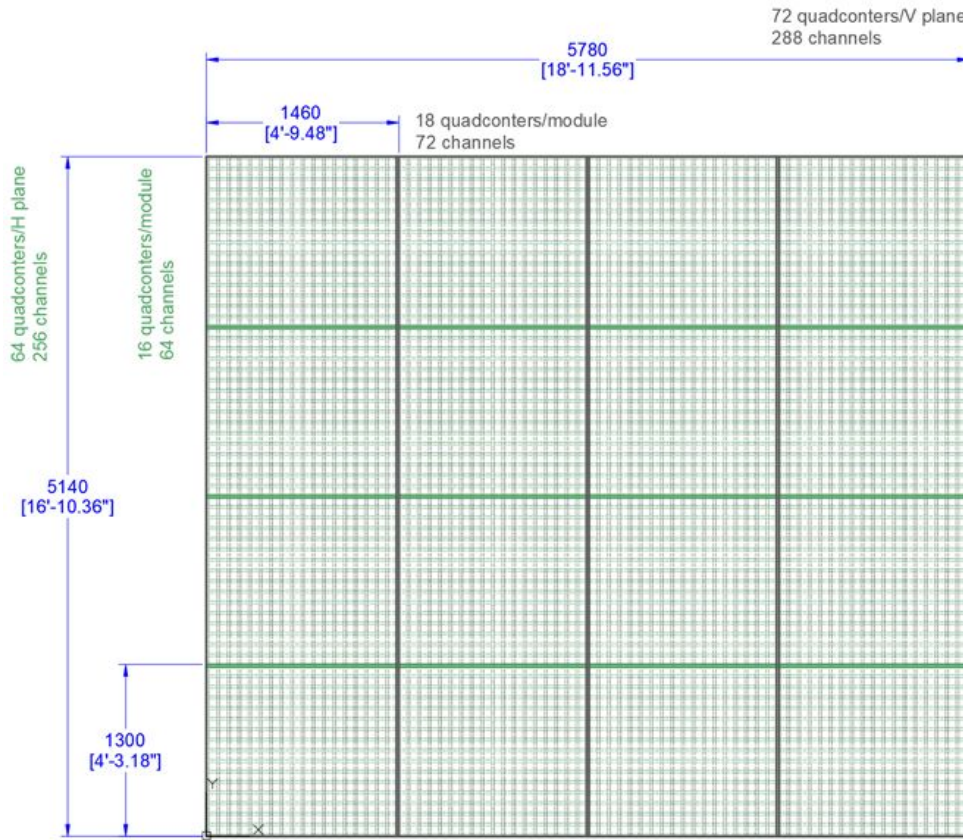 72 quadconters/V plane
288 channels
5780
[18'-11.56"]
1460
[4'-9.48"]
18 quadconters/module
72 channels
64 quadconters/H plane
256 channels
16 quadconters/module
64 channels
5140
[16'-10.36"]
1300
[4'-3.18"]
Y
X